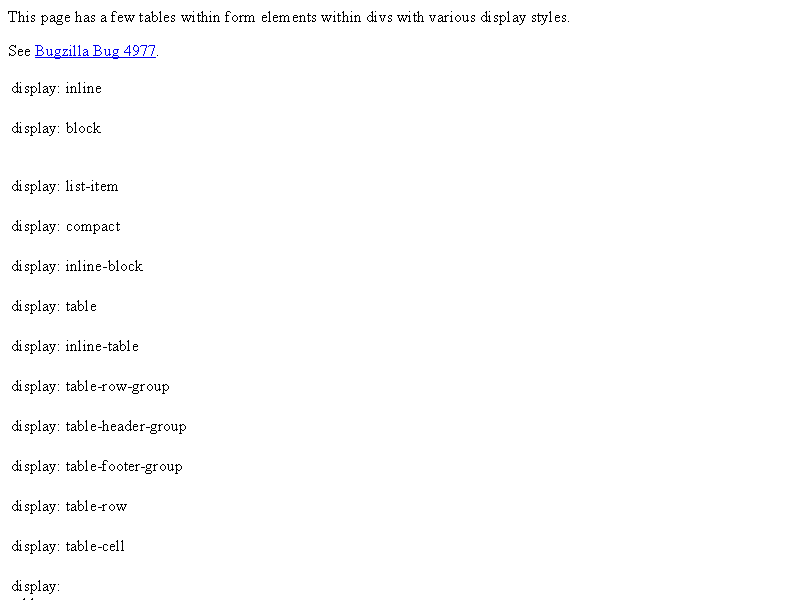 This page has a few tables within form elements within divs with various display styles.
See Bugzilla Bug 4977.
display: inline
display: block
display: list-item
display: compact
display: inline-block
display: table
display: inline-table
display: table-row-group
display: table-header-group
display: table-footer-group
display: table-row
display: table-cell
display: